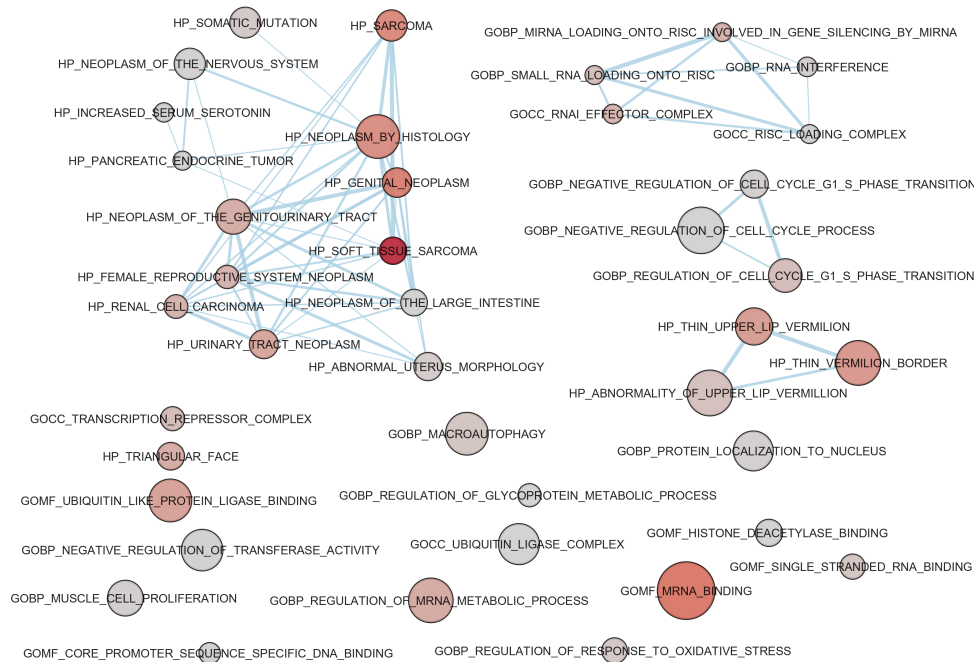 HP_SOMATIC_MUTATION
HP_SARCOMA
GOBP_MIRNA_LOADING_ONTO_RISC_INVOLVED_IN_GENE_SILENCING_BY_MIRNA
HP_NEOPLASM_OF_THE_NERVOUS_SYSTEM
GOBP_RNA_INTERFERENCE
GOBP_SMALL_RNA_LOADING_ONTO_RISC
HP_INCREASED_SERUM_SEROTONIN
GOCC_RNAI_EFFECTOR_COMPLEX
HP_NEOPLASM_BY_HISTOLOGY
GOCC_RISC_LOADING_COMPLEX
HP_PANCREATIC_ENDOCRINE_TUMOR
HP_GENITAL_NEOPLASM
GOBP_NEGATIVE_REGULATION_OF_CELL_CYCLE_G1_S_PHASE_TRANSITION
HP_NEOPLASM_OF_THE_GENITOURINARY_TRACT
GOBP_NEGATIVE_REGULATION_OF_CELL_CYCLE_PROCESS
HP_SOFT_TISSUE_SARCOMA
HP_FEMALE_REPRODUCTIVE_SYSTEM_NEOPLASM
GOBP_REGULATION_OF_CELL_CYCLE_G1_S_PHASE_TRANSITION
HP_RENAL_CELL_CARCINOMA
HP_NEOPLASM_OF_THE_LARGE_INTESTINE
HP_THIN_UPPER_LIP_VERMILION
HP_URINARY_TRACT_NEOPLASM
HP_THIN_VERMILION_BORDER
HP_ABNORMAL_UTERUS_MORPHOLOGY
HP_ABNORMALITY_OF_UPPER_LIP_VERMILLION
GOCC_TRANSCRIPTION_REPRESSOR_COMPLEX
GOBP_MACROAUTOPHAGY
GOBP_PROTEIN_LOCALIZATION_TO_NUCLEUS
HP_TRIANGULAR_FACE
GOBP_REGULATION_OF_GLYCOPROTEIN_METABOLIC_PROCESS
GOMF_UBIQUITIN_LIKE_PROTEIN_LIGASE_BINDING
GOMF_HISTONE_DEACETYLASE_BINDING
GOCC_UBIQUITIN_LIGASE_COMPLEX
GOBP_NEGATIVE_REGULATION_OF_TRANSFERASE_ACTIVITY
GOMF_SINGLE_STRANDED_RNA_BINDING
GOMF_MRNA_BINDING
GOBP_MUSCLE_CELL_PROLIFERATION
GOBP_REGULATION_OF_MRNA_METABOLIC_PROCESS
GOMF_CORE_PROMOTER_SEQUENCE_SPECIFIC_DNA_BINDING
GOBP_REGULATION_OF_RESPONSE_TO_OXIDATIVE_STRESS